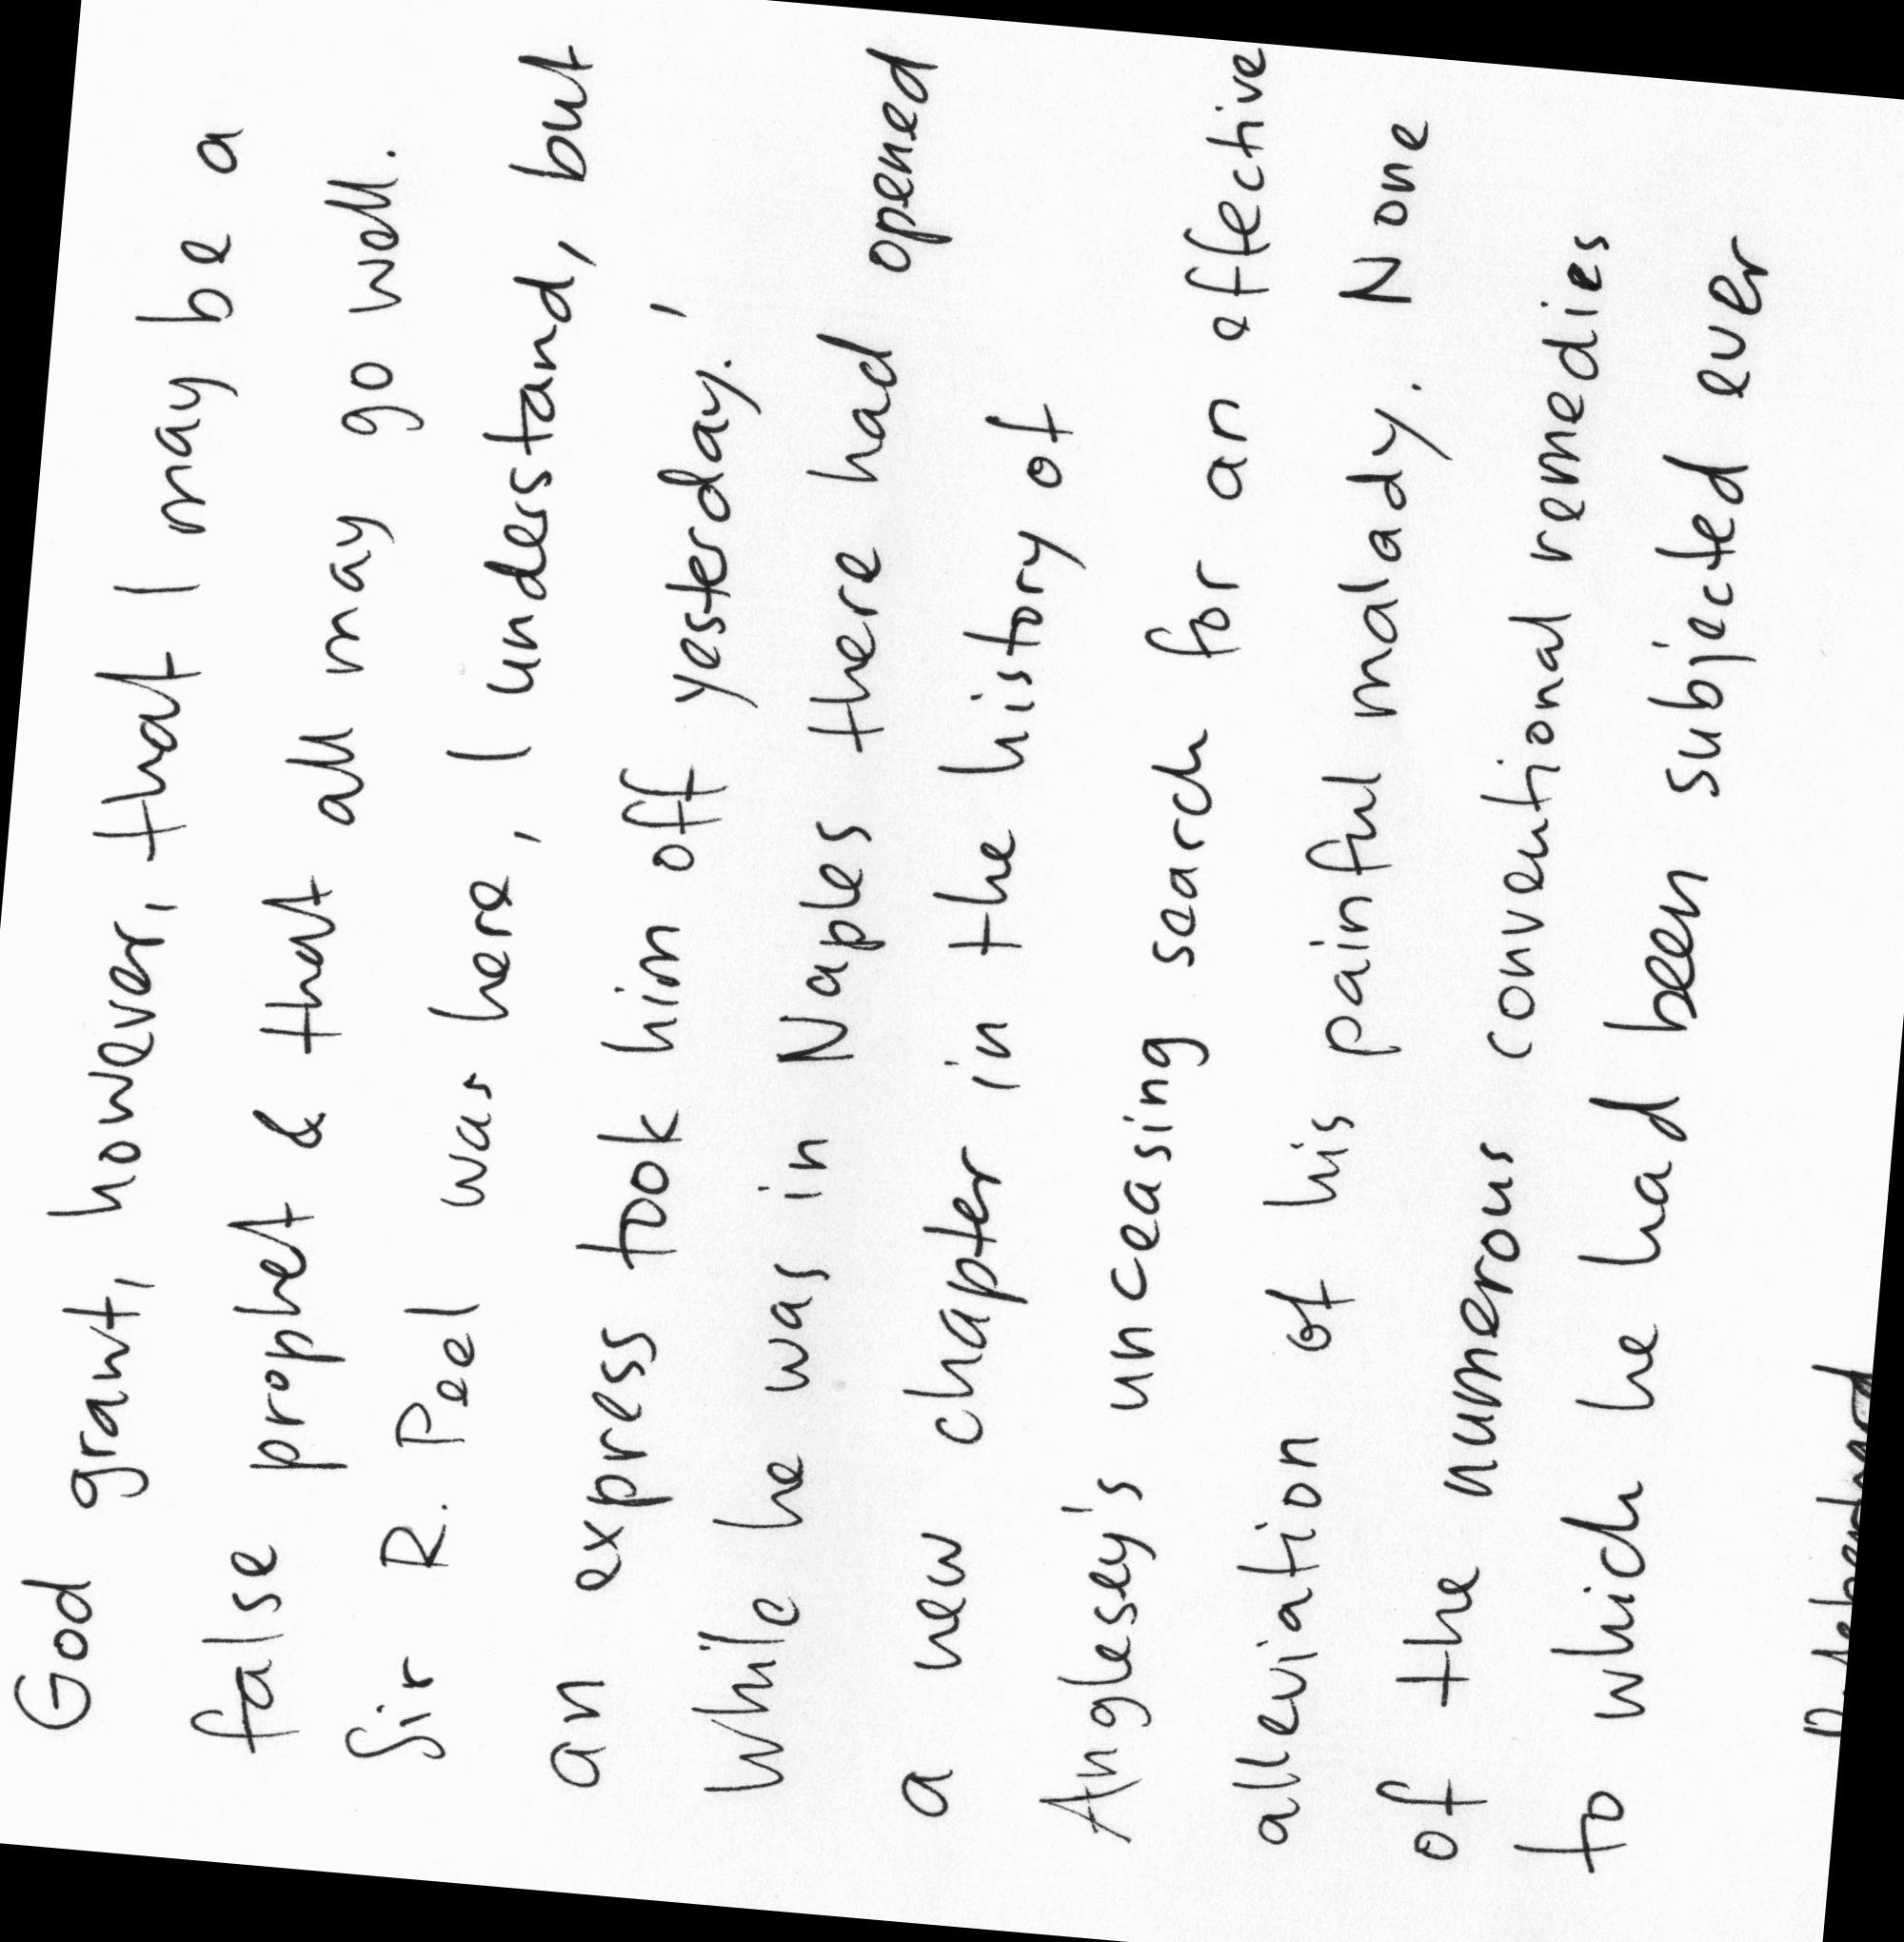 God grant, however, that I may be a
false prophet & that all may go well.
Sir R. Peel was here, I understand, but
an express took him off yesterday.'
While he was in Naples there had opened
a new chapter in the history of
Anglesey's unceasing search for an effective
alleviation of his painful malady. None
of the numerous conventional remedies
to which he had been subjected ever